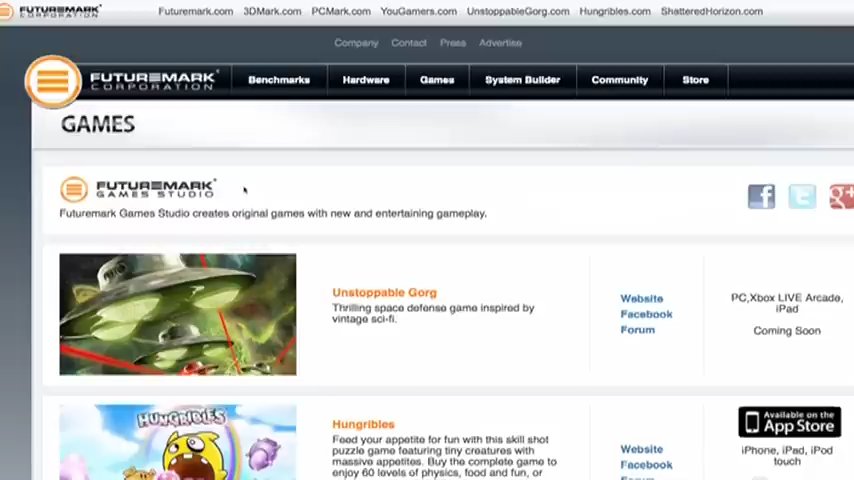 FUTUREMARK CORPORATION
Futuremark.com 3DMark.com PCMark.com YouGamers.com UnstoppableGorg.com Hungribles.com ShatteredHorizon.com
Company Contact Press Advertise
FUTUREMARK CORPORATION
Benchmarks Hardware Games System Builder Community Store
GAMES
FUTUREMARK
GAMES STUDIO
Futuremark Games Studio creates original games with new and entertaining gameplay.
Unstoppable Gorg
Thrilling space defense game inspired by
vintage sci-fi.
Website
Facebook
Forum
PC,Xbox LIVE Arcade,
iPad
Coming Soon
HUNGRIBLES
Hungribles
Feed your appetite for fun with this skill shot
puzzle game featuring tiny creatures with
massive appetites. Buy the complete game to
enjoy 60 levels of physics, food and fun, or
Website
Facebook
Available on the
App Store
iPhone, iPad, iPod
touch